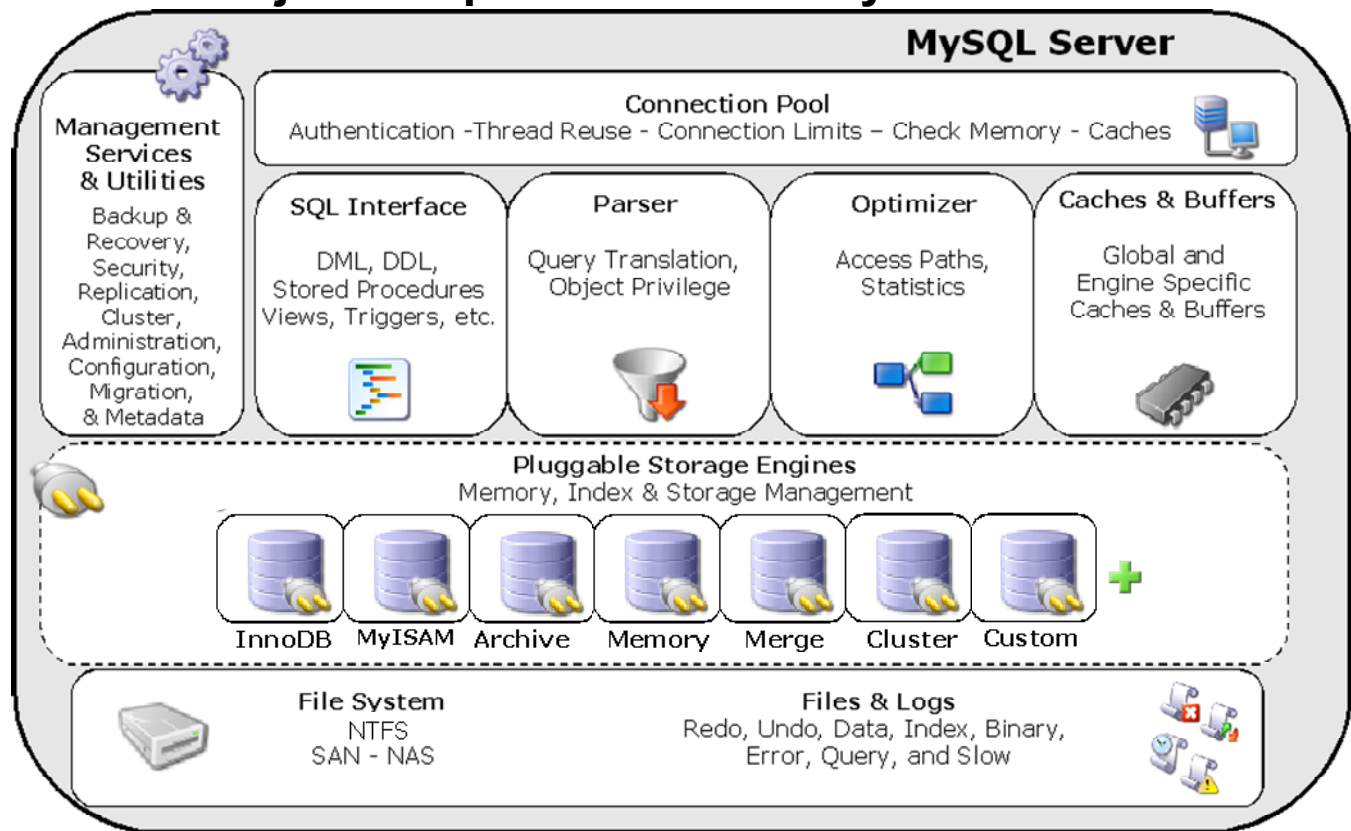 MySQL Server
Management
Services
& Utilities
Backup &
Recovery,
Security,
Replication,
Cluster,
Administration,
Configuration,
Migration,
& Metadata
Connection Pool
Authentication -Thread Reuse - Connection Limits – Check Memory - Caches
SQL Interface
DML, DDL,
Stored Procedures
Views, Triggers, etc.
Parser
Query Translation,
Object Privilege
Optimizer
Access Paths,
Statistics
Caches & Buffers
Global and
Engine Specific
Caches & Buffers
Pluggable Storage Engines
Memory, Index & Storage Management
InnoDB
MyISAM
Archive
Memory
Merge
Cluster
Custom
File System
NTFS
SAN - NAS
Files & Logs
Redo, Undo, Data, Index, Binary,
Error, Query, and Slow